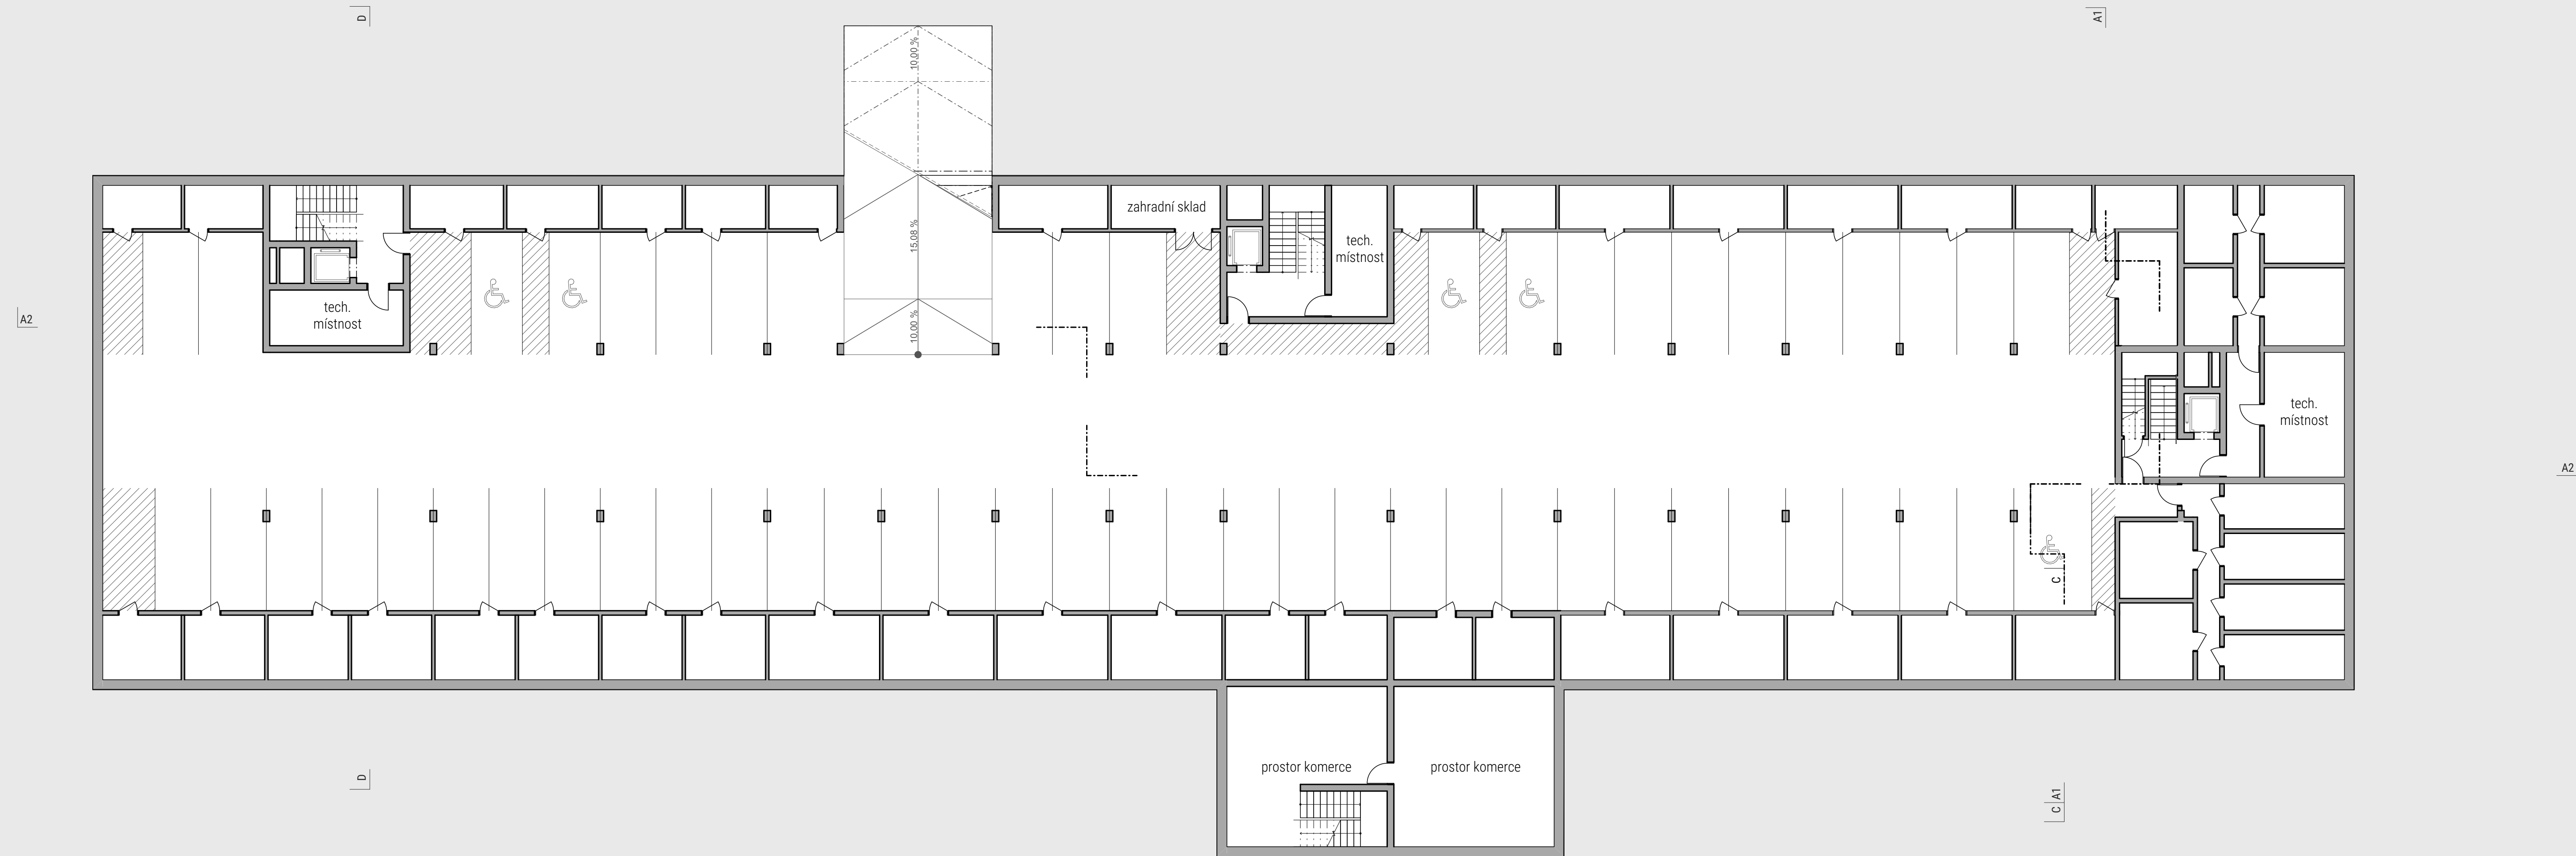 D
A1
10,00 %
zahradní sklad
15,08 %
tech.
místnost
tech.
místnost
10,00 %
A2
tech.
místnost
A2
C
prostor komerce
prostor komerce
D
C A1